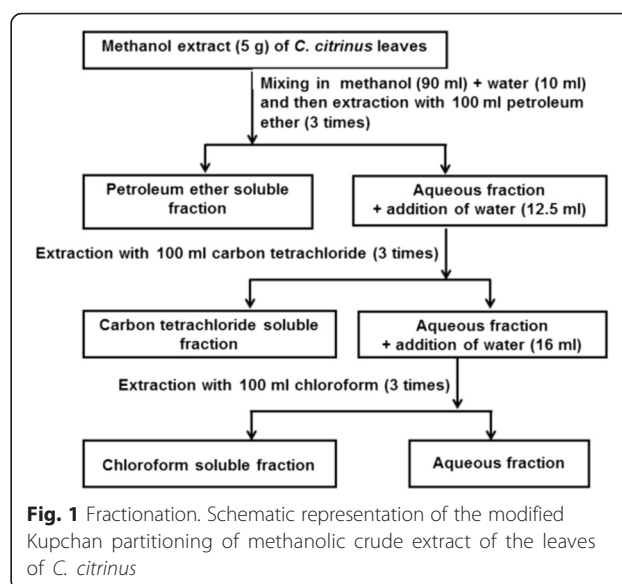 Methanol extract (5 g) of C. citrinus leaves
Mixing in methanol (90 ml) + water (10 ml)
and then extraction with 100 ml petroleum
ether (3 times)
Petroleum ether soluble
fraction
Aqueous fraction
+ addition of water (12.5 ml)
Extraction with 100 ml carbon tetrachloride (3 times)
Carbon tetrachloride soluble
fraction
Aqueous fraction
+ addition of water (16 ml)
Extraction with 100 ml chloroform (3 times)
Chloroform soluble fraction
Aqueous fraction
Fig. 1 Fractionation. Schematic representation of the modified
Kupchan partitioning of methanolic crude extract of the leaves
of C. citrinus